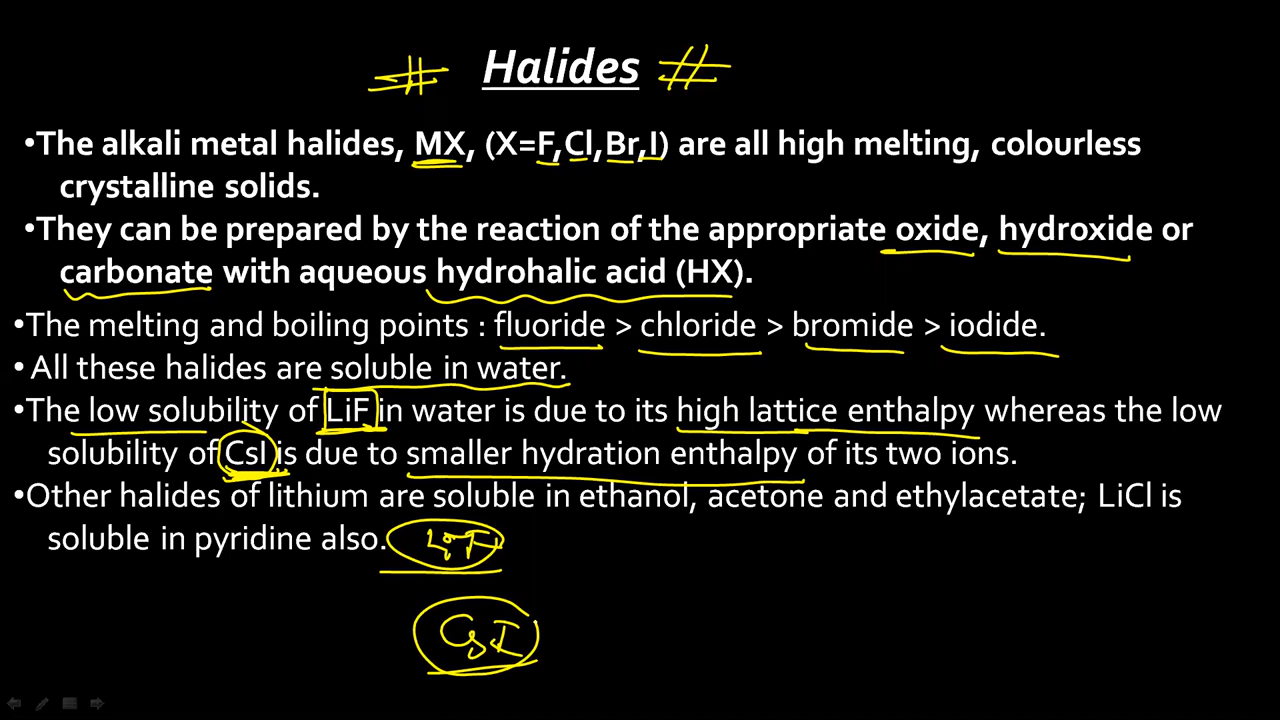 Halides
•The alkali metal halides, MX, (X=F,Cl,Br,I) are all high melting, colourless
crystalline solids.
•They can be prepared by the reaction of the appropriate oxide, hydroxide or
carbonate with aqueous hydrohalic acid (HX).
•The melting and boiling points : fluoride > chloride > bromide > iodide.
•All these halides are soluble in water.
•The low solubility of LiF in water is due to its high lattice enthalpy whereas the low
solubility of CsI is due to smaller hydration enthalpy of its two ions.
•Other halides of lithium are soluble in ethanol, acetone and ethylacetate; LiCl is
soluble in pyridine also.
CsI